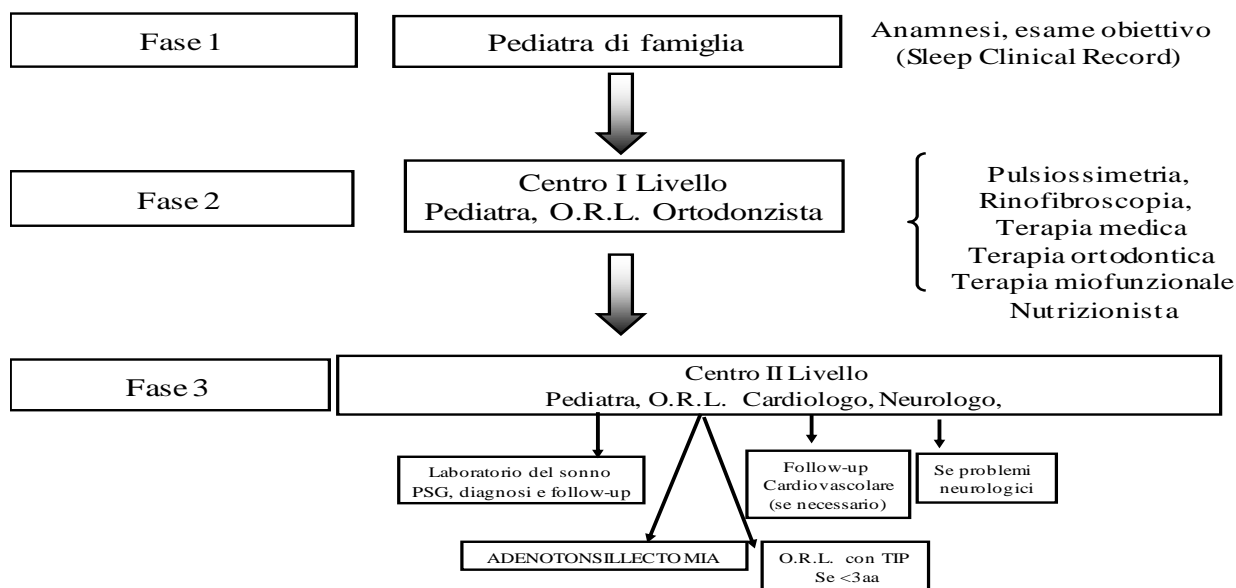 Fase 1
Pediatra di famiglia
Anamnesi, esame obiettivo
(Sleep Clinical Record)
Fase 2
Centro I Livello
Pediatra, O.R.L. Ortodonzista
Pulsiossimetria,
Rinofibroscopia,
Terapia medica
Terapia ortodontica
Terapia miofunzionale
Nutrizionista
Fase 3
Centro II Livello
Pediatra, O.R.L. Cardiologo, Neurologo,
Laboratorio del sonno
PSG, diagnosi e follow-up
Follow-up
Cardiovascolare
(se necessario)
Se problemi
neurologici
ADENOTONSILLECTOMIA
O.R.L. con TIP
Se <3aa